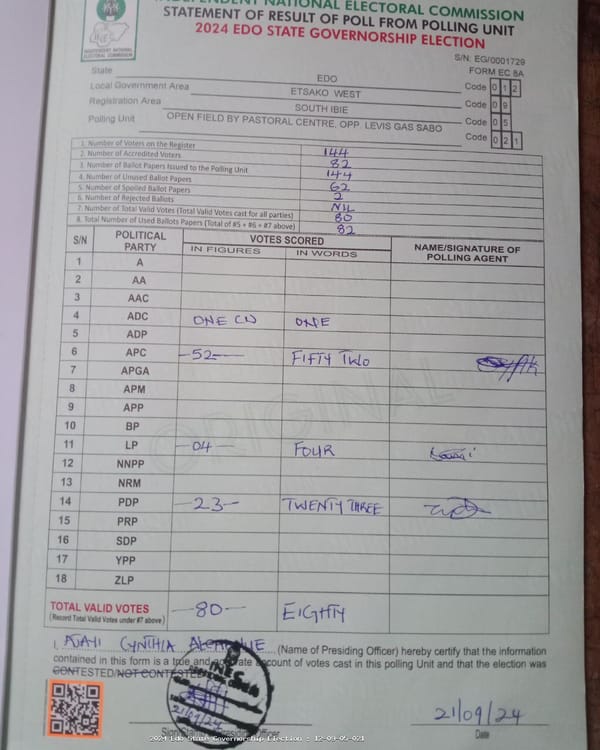 INDEPENDENT NATIONAL ELECTORAL COMMISSION
STATEMENT OF RESULT OF POLL FROM POLLING UNIT
2024 EDO STATE GOVERNORSHIP ELECTION
INEC
INDEPENDENT NATIONAL ELECTORAL COMMISSION
S/N: EG/0001729
FORM EC 8A
State EDO Code 0 1 2
Local Government Area ETSAKO WEST Code 0 9
Registration Area SOUTH IBIE Code 0 5
Polling Unit OPEN FIELD BY PASTORAL CENTRE, OPP. LEVIS GAS SABO Code 0 2 1
1. Number of Voters on the Register 144
2. Number of Accredited Voters 82
3. Number of Ballot Papers Issued to the Polling Unit 144
4. Number of Unused Ballot Papers 62
5. Number of Spoiled Ballot Papers 2
6. Number of Rejected Ballots NIL
7. Number of Total Valid Votes (Total Valid Votes cast for all parties) 80
8. Total Number of Used Ballots Papers (Total of #5 + #6 + #7 above) 82
S/N POLITICAL PARTY VOTES SCORED NAME/SIGNATURE OF POLLING AGENT
IN FIGURES IN WORDS
1 A
2 AA
3 AAC
4 ADC ONE ONE
5 ADP
6 APC -52- FIFTY TWO
7 APGA
8 APM
9 APP
10 BP
11 LP -04- FOUR
12 NNPP
13 NRM
14 PDP -23- TWENTY THREE
15 PRP
16 SDP
17 YPP
18 ZLP
ORIGINAL
TOTAL VALID VOTES -80- EIGHTY
(Record Total Valid Votes under #7 above)
I, AJAYI CYNTHIA (Name of Presiding Officer) hereby certify that the information
contained in this form is a true and accurate account of votes cast in this polling Unit and that the election was
CONTESTED/NOT CONTESTED
INEC
21/09/24
21/09/24
Date
2024 Edo State Governorship Election : 12-09-05-021